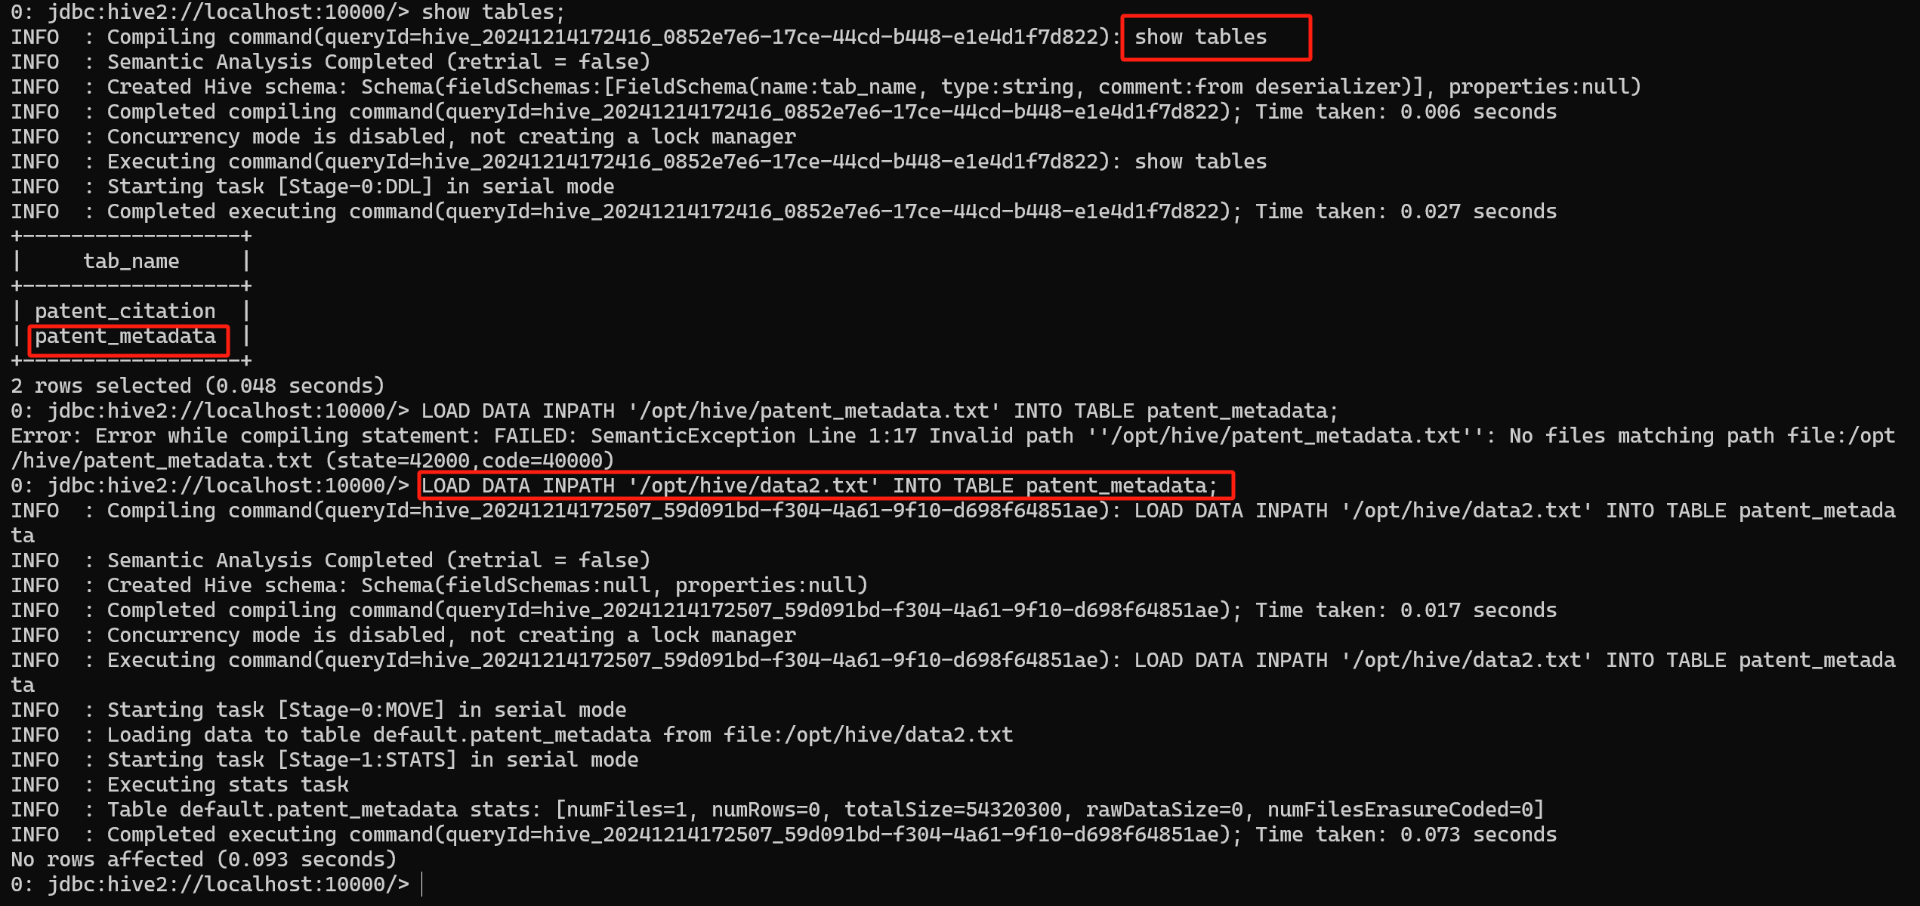 0: jdbc:hive2://localhost:10000/> show tables;
INFO  : Compiling command(queryId=hive_20241214172416_0852e7e6-17ce-44cd-b448-e1e4d1f7d822): show tables
INFO  : Semantic Analysis Completed (retrial = false)
INFO  : Created Hive schema: Schema(fieldSchemas:[FieldSchema(name:tab_name, type:string, comment:from deserializer)], properties:null)
INFO  : Completed compiling command(queryId=hive_20241214172416_0852e7e6-17ce-44cd-b448-e1e4d1f7d822); Time taken: 0.006 seconds
INFO  : Concurrency mode is disabled, not creating a lock manager
INFO  : Executing command(queryId=hive_20241214172416_0852e7e6-17ce-44cd-b448-e1e4d1f7d822): show tables
INFO  : Starting task [Stage-0:DDL] in serial mode
INFO  : Completed executing command(queryId=hive_20241214172416_0852e7e6-17ce-44cd-b448-e1e4d1f7d822); Time taken: 0.027 seconds
+------------------+
|     tab_name     |
+------------------+
| patent_citation  |
| patent_metadata  |
+------------------+
2 rows selected (0.048 seconds)
0: jdbc:hive2://localhost:10000/> LOAD DATA INPATH '/opt/hive/patent_metadata.txt' INTO TABLE patent_metadata;
Error: Error while compiling statement: FAILED: SemanticException Line 1:17 Invalid path ''/opt/hive/patent_metadata.txt'': No files matching path file:/opt
/hive/patent_metadata.txt (state=42000,code=40000)
0: jdbc:hive2://localhost:10000/> LOAD DATA INPATH '/opt/hive/data2.txt' INTO TABLE patent_metadata;
INFO  : Compiling command(queryId=hive_20241214172507_59d091bd-f304-4a61-9f10-d698f64851ae): LOAD DATA INPATH '/opt/hive/data2.txt' INTO TABLE patent_metada
ta
INFO  : Semantic Analysis Completed (retrial = false)
INFO  : Created Hive schema: Schema(fieldSchemas:null, properties:null)
INFO  : Completed compiling command(queryId=hive_20241214172507_59d091bd-f304-4a61-9f10-d698f64851ae); Time taken: 0.017 seconds
INFO  : Concurrency mode is disabled, not creating a lock manager
INFO  : Executing command(queryId=hive_20241214172507_59d091bd-f304-4a61-9f10-d698f64851ae): LOAD DATA INPATH '/opt/hive/data2.txt' INTO TABLE patent_metada
ta
INFO  : Starting task [Stage-0:MOVE] in serial mode
INFO  : Loading data to table default.patent_metadata from file:/opt/hive/data2.txt
INFO  : Starting task [Stage-1:STATS] in serial mode
INFO  : Executing stats task
INFO  : Table default.patent_metadata stats: [numFiles=1, numRows=0, totalSize=54320300, rawDataSize=0, numFilesErasureCoded=0]
INFO  : Completed executing command(queryId=hive_20241214172507_59d091bd-f304-4a61-9f10-d698f64851ae); Time taken: 0.073 seconds
No rows affected (0.093 seconds)
0: jdbc:hive2://localhost:10000/>